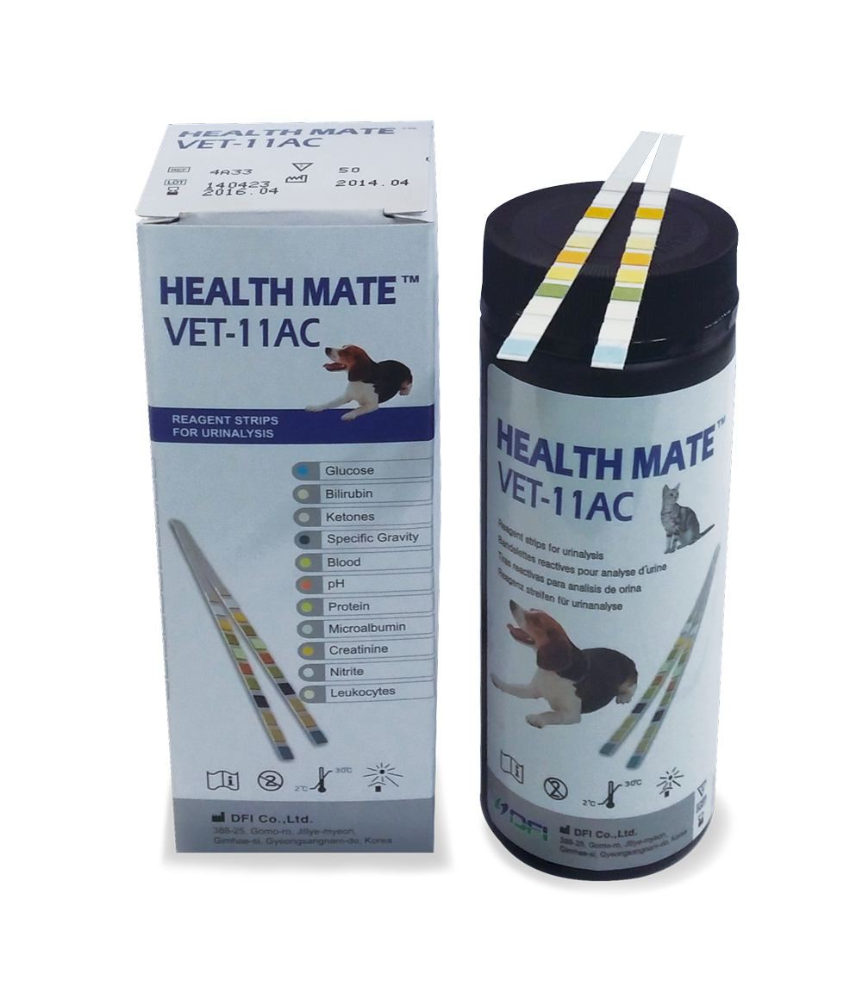 HEALTH MATE™
VET-11AC
REF 4A33 50
LOT 140423 2014.04
2016.04
HEALTH MATE™
VET-11AC
REAGENT STRIPS
FOR URINALYSIS
Glucose
Bilirubin
Ketones
Specific Gravity
Blood
pH
Protein
Microalbumin
Creatinine
Nitrite
Leukocytes
2
2°C 30°C
DFI Co.,Ltd.
388-25, Gomo-ro, Jillye-myeon,
Gimhae-si, Gyeongsangnam-do, Korea
HEALTH MATE™
VET-11AC
Reagent strips for urinalysis
Bandelettes reactives pour analyse d'urine
Tiras reactivas para analisis de orina
Reagenz streifen für urinanalyse
2
2°C 30°C
DFI
DFI Co.,Ltd.
388-25, Gomo-ro, Jillye-myeon,
Gimhae-si, Gyeongsangnam-do, Korea